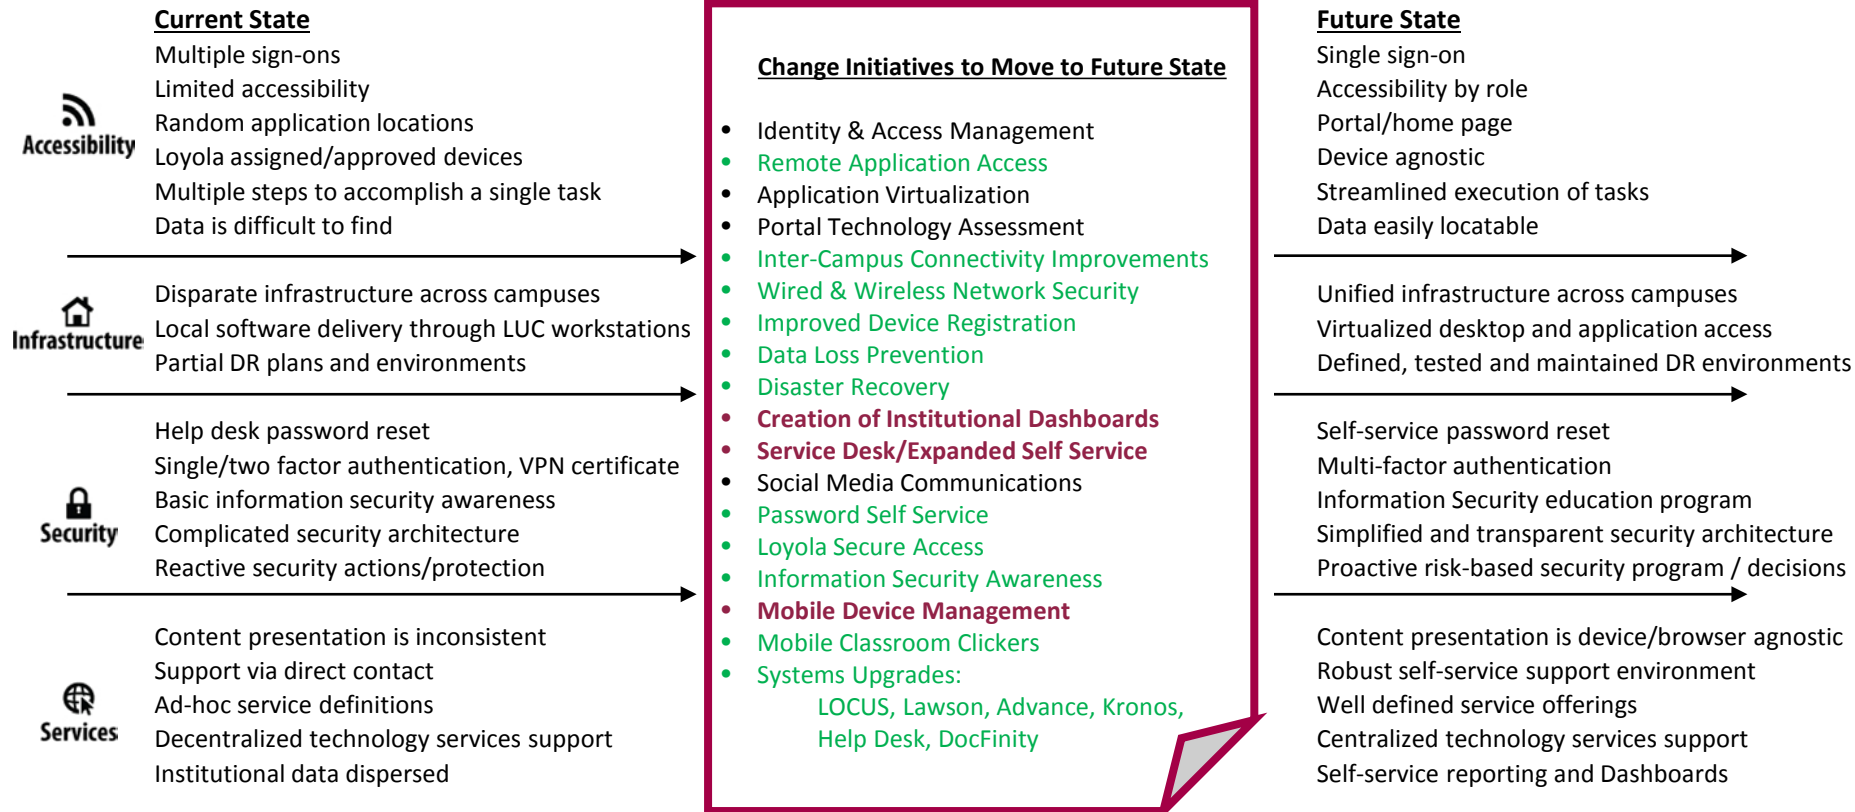 Current State
Multiple sign-ons
Limited accessibility
Random application locations
Loyola assigned/approved devices
Multiple steps to accomplish a single task
Data is difficult to find
Accessibility
Disparate infrastructure across campuses
Local software delivery through LUC workstations
Partial DR plans and environments
Infrastructure
Help desk password reset
Single/two factor authentication, VPN certificate
Basic information security awareness
Complicated security architecture
Reactive security actions/protection
Security
Content presentation is inconsistent
Support via direct contact
Ad-hoc service definitions
Decentralized technology services support
Institutional data dispersed
Services
Change Initiatives to Move to Future State
• Identity & Access Management
• Remote Application Access
• Application Virtualization
• Portal Technology Assessment
• Inter-Campus Connectivity Improvements
• Wired & Wireless Network Security
• Improved Device Registration
• Data Loss Prevention
• Disaster Recovery
• Creation of Institutional Dashboards
• Service Desk/Expanded Self Service
• Social Media Communications
• Password Self Service
• Loyola Secure Access
• Information Security Awareness
• Mobile Device Management
• Mobile Classroom Clickers
• Systems Upgrades:
LOCUS, Lawson, Advance, Kronos,
Help Desk, DocFinity
Future State
Single sign-on
Accessibility by role
Portal/home page
Device agnostic
Streamlined execution of tasks
Data easily locatable
Unified infrastructure across campuses
Virtualized desktop and application access
Defined, tested and maintained DR environments
Self-service password reset
Multi-factor authentication
Information Security education program
Simplified and transparent security architecture
Proactive risk-based security program / decisions
Content presentation is device/browser agnostic
Robust self-service support environment
Well defined service offerings
Centralized technology services support
Self-service reporting and Dashboards